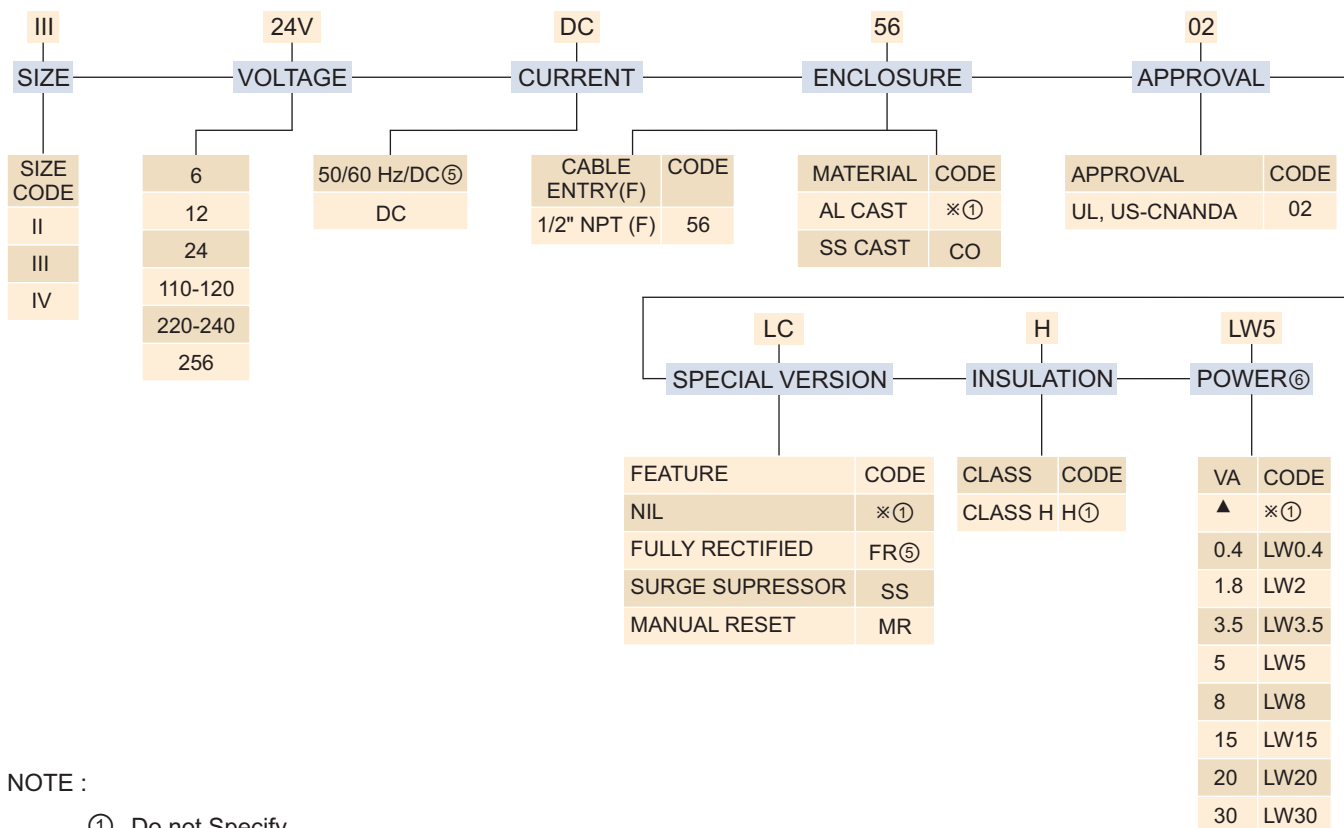 III 24V DC 56 02
SIZE VOLTAGE CURRENT ENCLOSURE APPROVAL
SIZE
CODE
II
III
IV
6
12
24
110-120
220-240
256
50/60 Hz/DC⑤
DC
CABLE
ENTRY(F) CODE
1/2" NPT (F) 56
MATERIAL CODE
AL CAST ※①
SS CAST CO
APPROVAL CODE
UL, US-CNANDA 02
LC H LW5
SPECIAL VERSION INSULATION POWER⑥
FEATURE CODE
NIL ※①
FULLY RECTIFIED FR⑤
SURGE SUPRESSOR SS
MANUAL RESET MR
CLASS CODE
CLASS H H①
VA CODE
▲ ※①
0.4 LW0.4
1.8 LW2
3.5 LW3.5
5 LW5
8 LW8
15 LW15
20 LW20
30 LW30
NOTE :
① Do not Specify